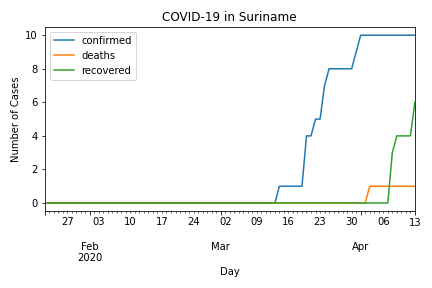 COVID-19 in Suriname
confirmed
deaths
recovered
Number of Cases
10
8
6
4
2
0
27 03 10 17 24 02 09 16 23 30 06 13
Feb Mar Apr
2020
Day